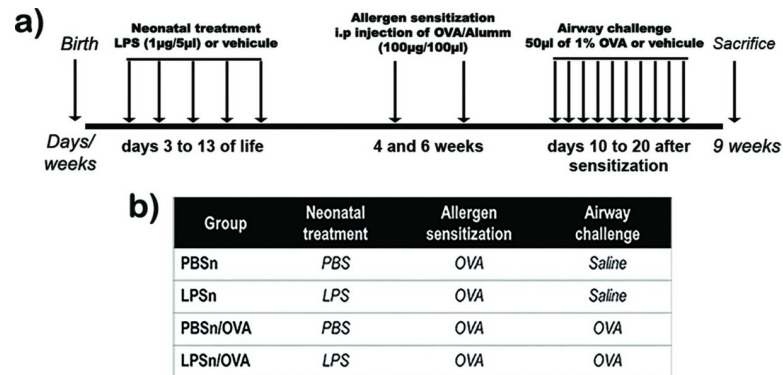 a)
Birth
Neonatal treatment
LPS (1µg/5µl) or vehicule
Allergen sensitization
i.p injection of OVA/Alumm
(100µg/100µl)
Airway challenge
50µl of 1% OVA or vehicule
Sacrifice
Days/
weeks
days 3 to 13 of life
4 and 6 weeks
days 10 to 20 after
sensitization
9 weeks
b)
Group
Neonatal
treatment
Allergen
sensitization
Airway
challenge
PBSn PBS OVA Saline
LPSn LPS OVA Saline
PBSn/OVA PBS OVA OVA
LPSn/OVA LPS OVA OVA